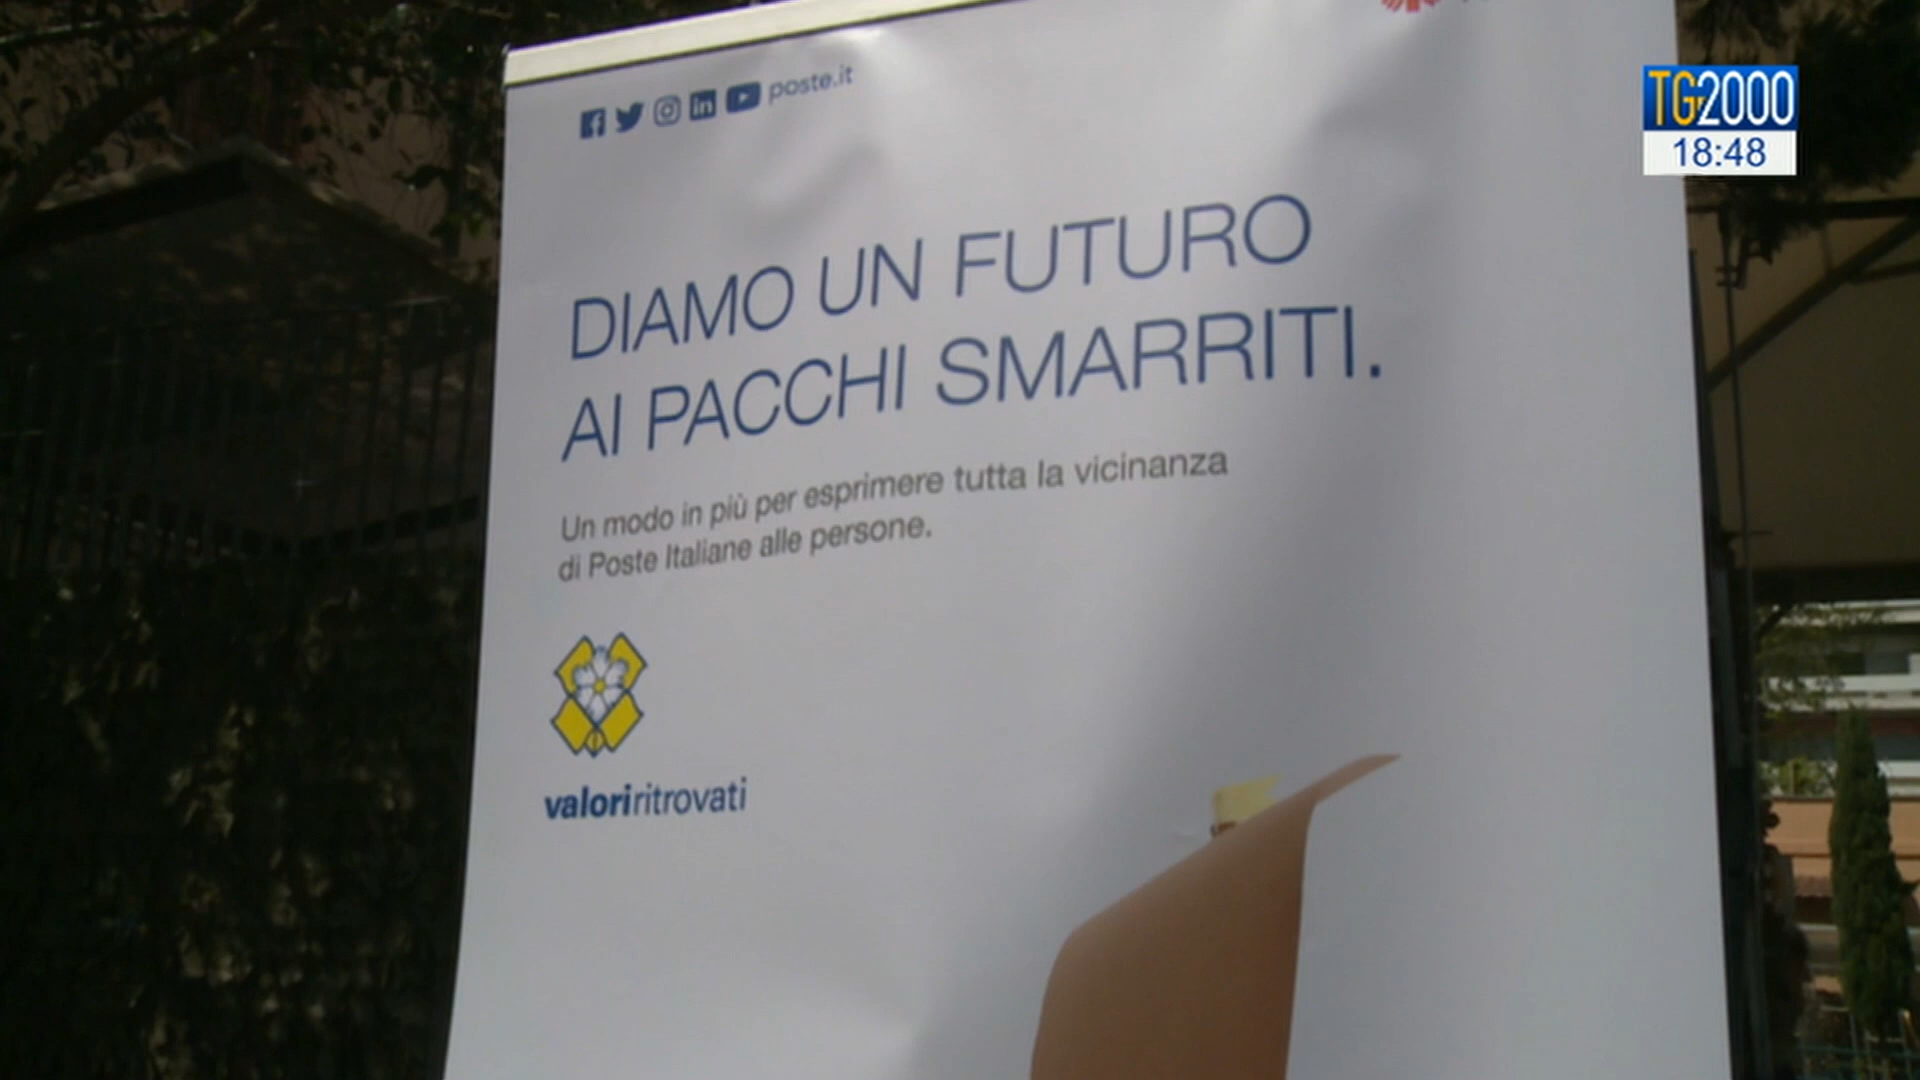 poste.it
TG2000
18:48
DIAMO UN FUTURO
AI PACCHI SMARRITI.
Un modo in più per esprimere tutta la vicinanza
di Poste Italiane alle persone.
valoriritrovati